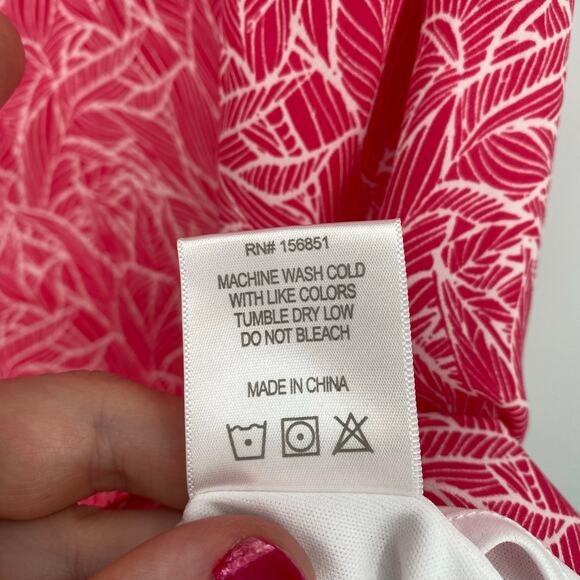 RN# 156851
MACHINE WASH COLD
WITH LIKE COLORS
TUMBLE DRY LOW
DO NOT BLEACH
MADE IN CHINA